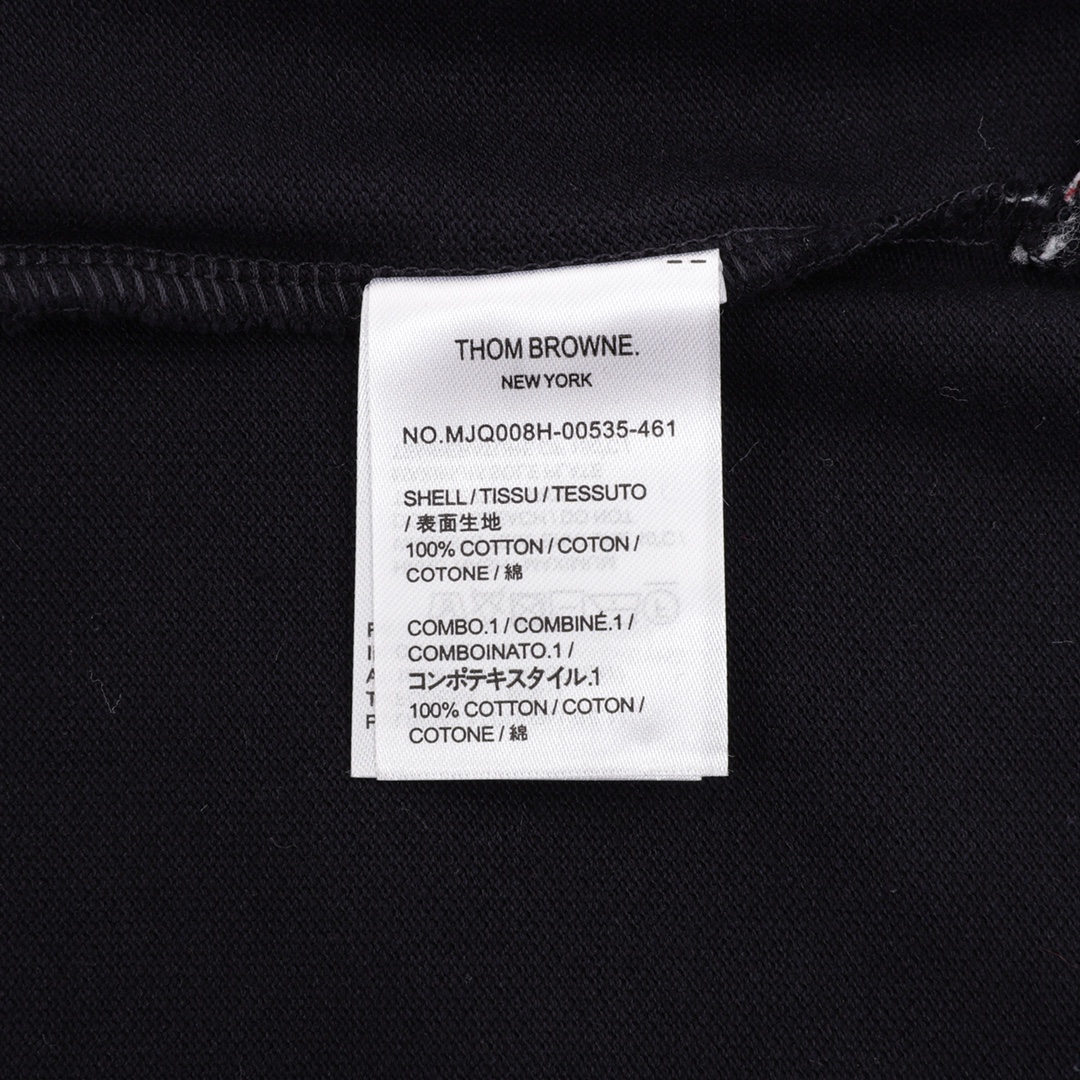 THOM BROWNE.
NEW YORK
NO.MJQ008H-00535-461
SHELL / TISSU / TESSUTO
/ 表面生地
100% COTTON / COTON /
COTONE / 綿
COMBO.1 / COMBINÉ.1 /
COMBOINATO.1 /
コンポテキスタイル.1
100% COTTON / COTON /
COTONE / 綿